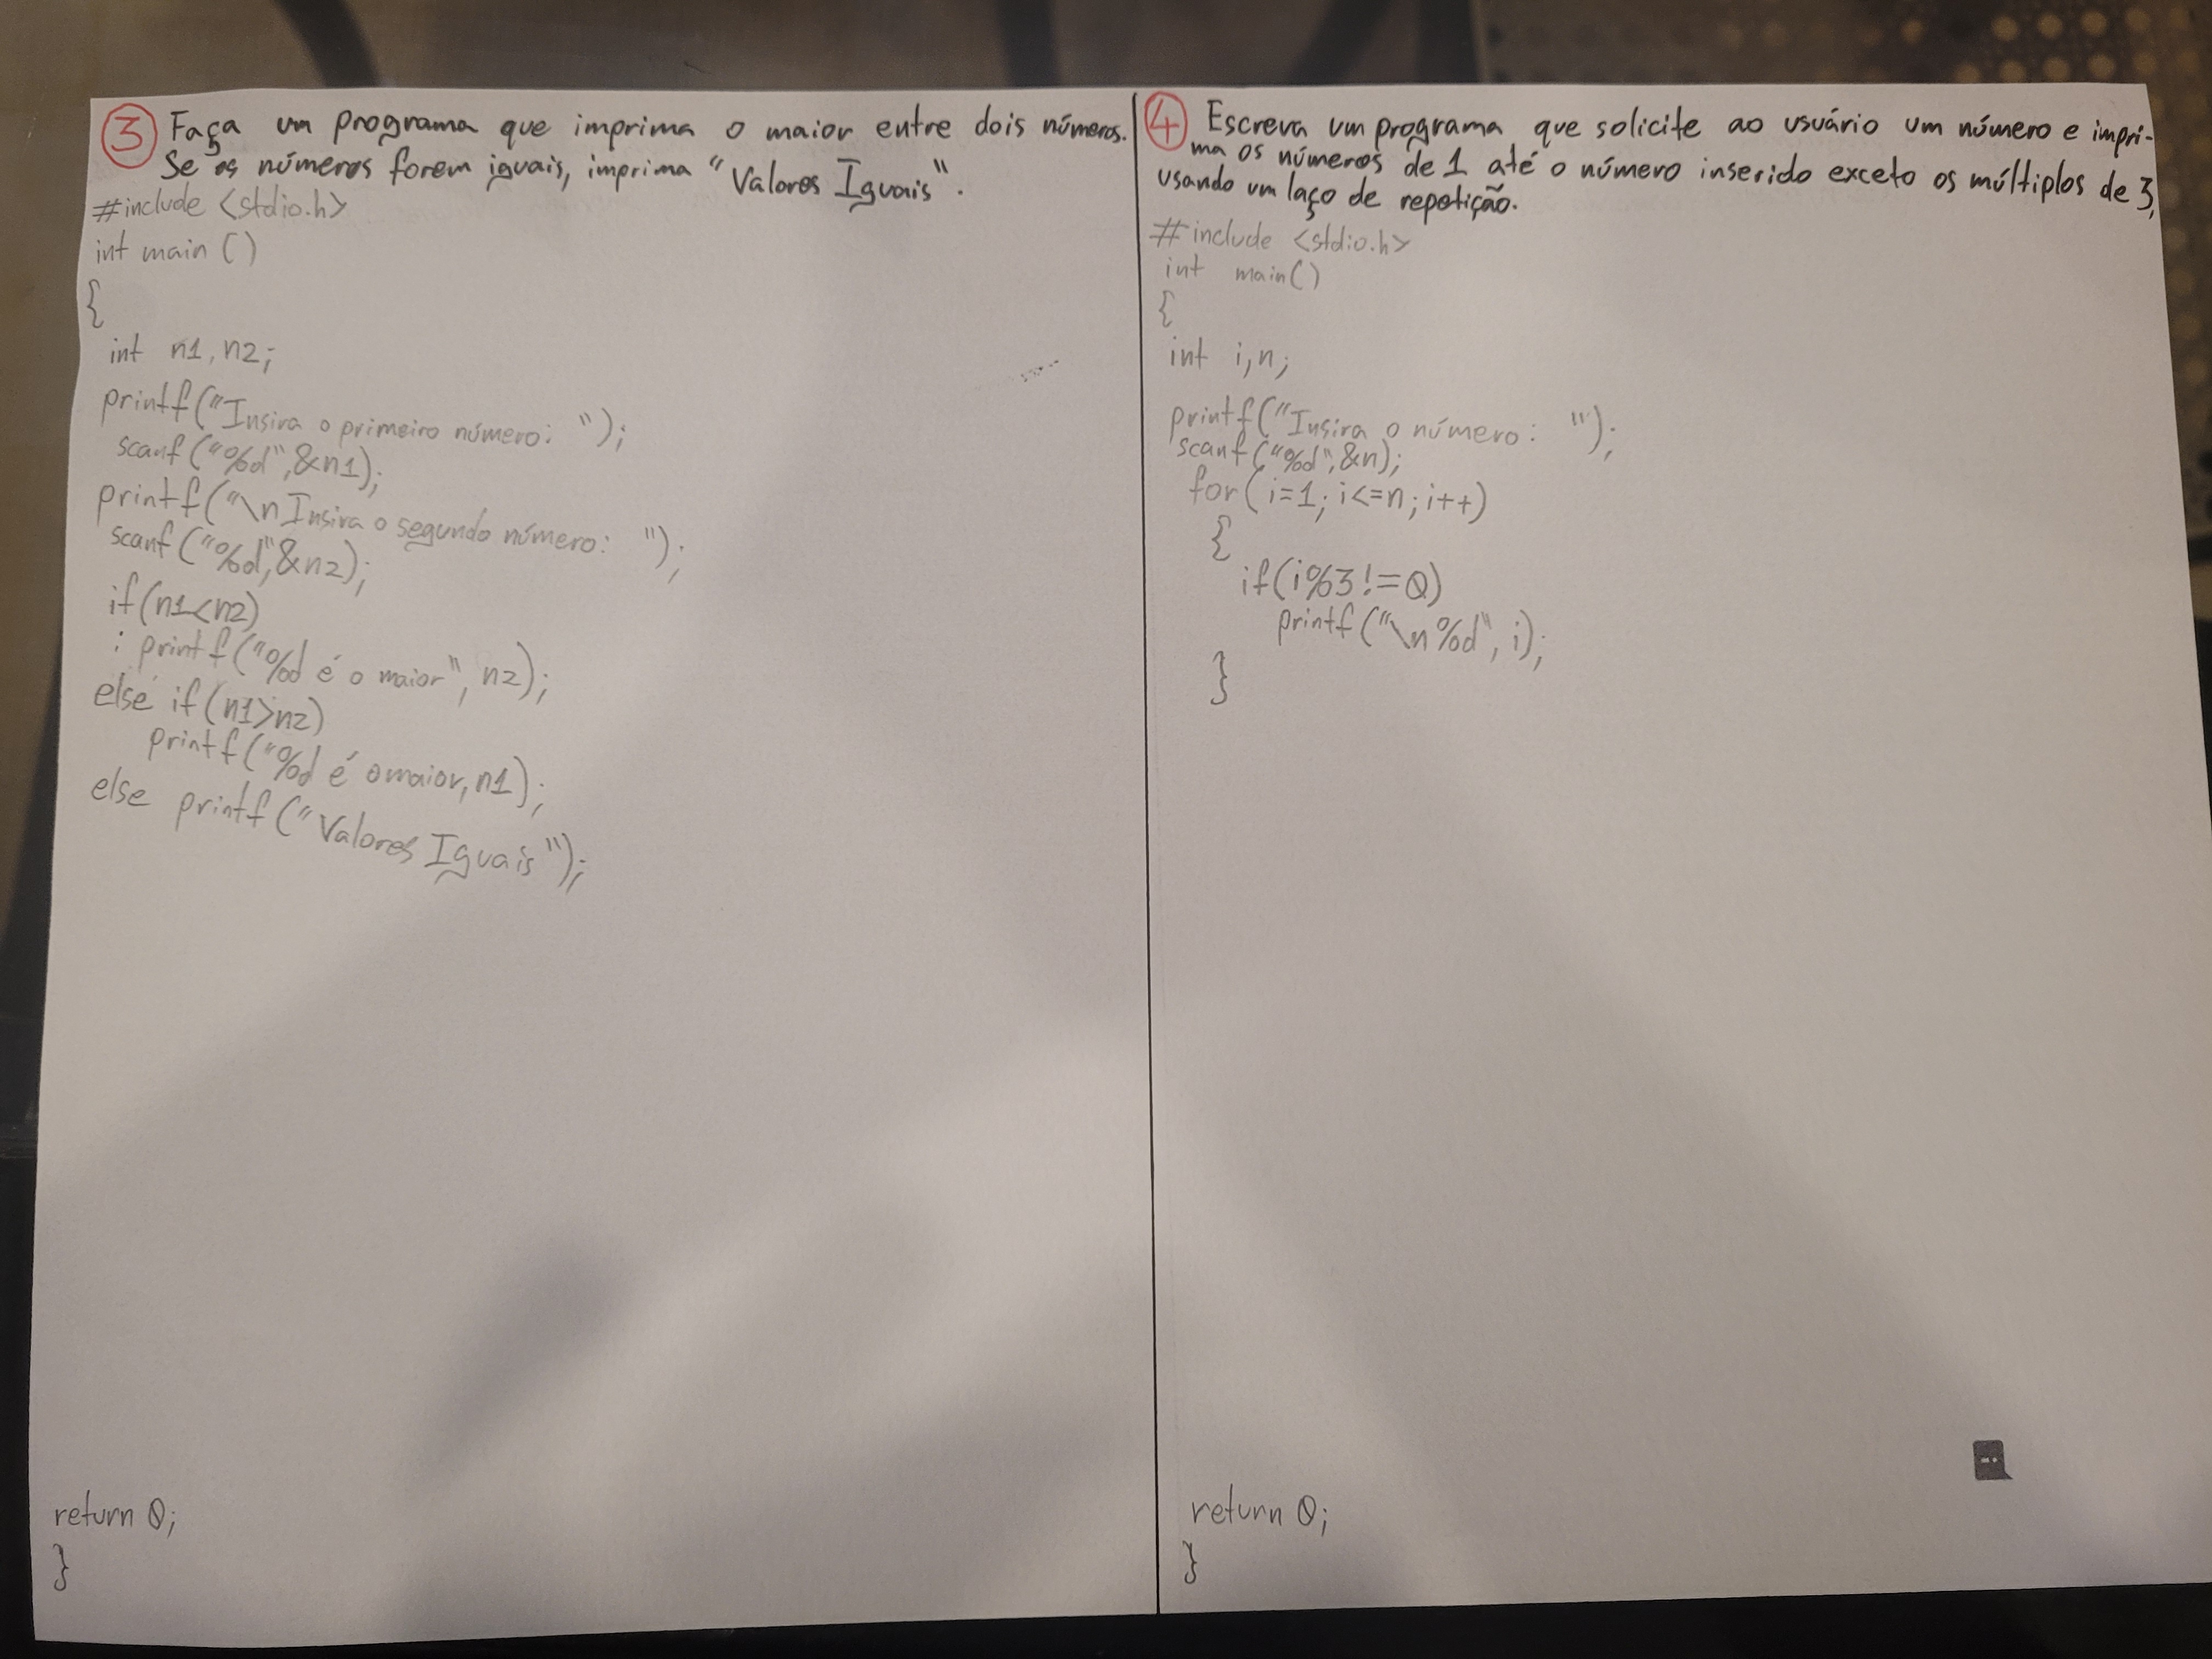 ③ Faça um programa que imprima o maior entre dois números.
Se os números forem iguais, imprima "Valores Iguais".
#include <stdio.h>
int main()
{
int n1, n2;
printf("Insira o primeiro número: ");
scanf("%d",&n1);
printf("\nInsira o segundo número: ");
scanf("%d",&n2);
if(n1<n2)
printf("%d é o maior", n2);
else if(n1>n2)
printf("%d é o maior, n1);
else printf("Valores Iguais");
return 0;
}
④ Escreva um programa que solicite ao usuário um número e impri-
ma os números de 1 até o número inserido exceto os múltiplos de 3,
usando um laço de repetição.
#include <stdio.h>
int main()
{
int i,n;
printf("Insira o número: ");
scanf("%d",&n);
for(i=1; i<=n; i++)
{
if(i%3!=0)
printf("\n%d", i);
}
return 0;
}